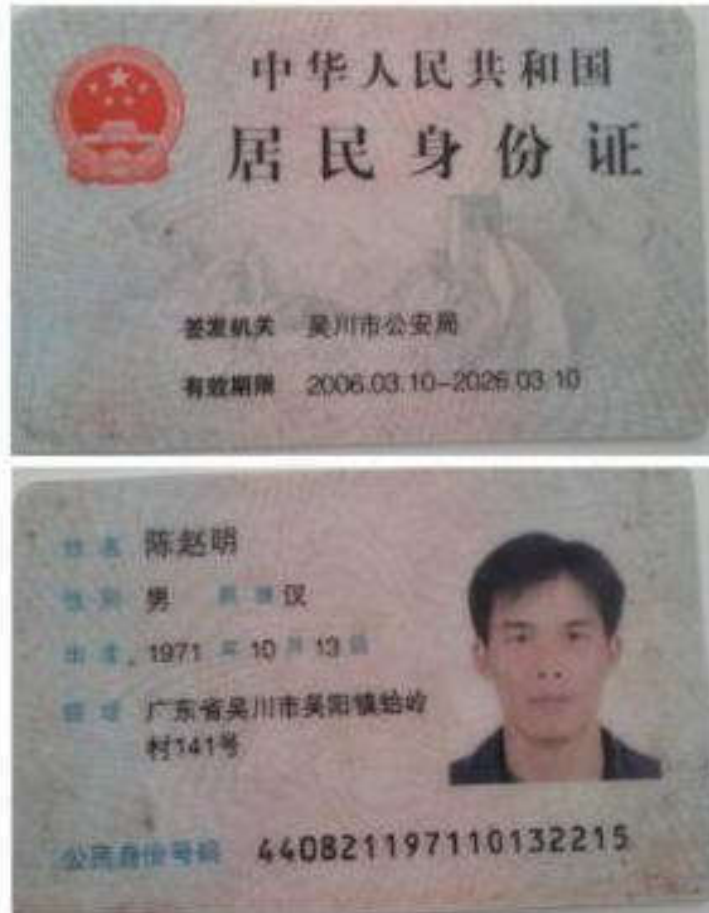 中华人民共和国
居民身份证
签发机关 吴川市公安局
有效期限 2006.03.10-2026.03.10
姓名 陈赵明
性别 男 民族 汉
出生 1971 年 10 月 13 日
住址 广东省吴川市吴阳镇蛤岭
村141号
公民身份号码 440821197110132215